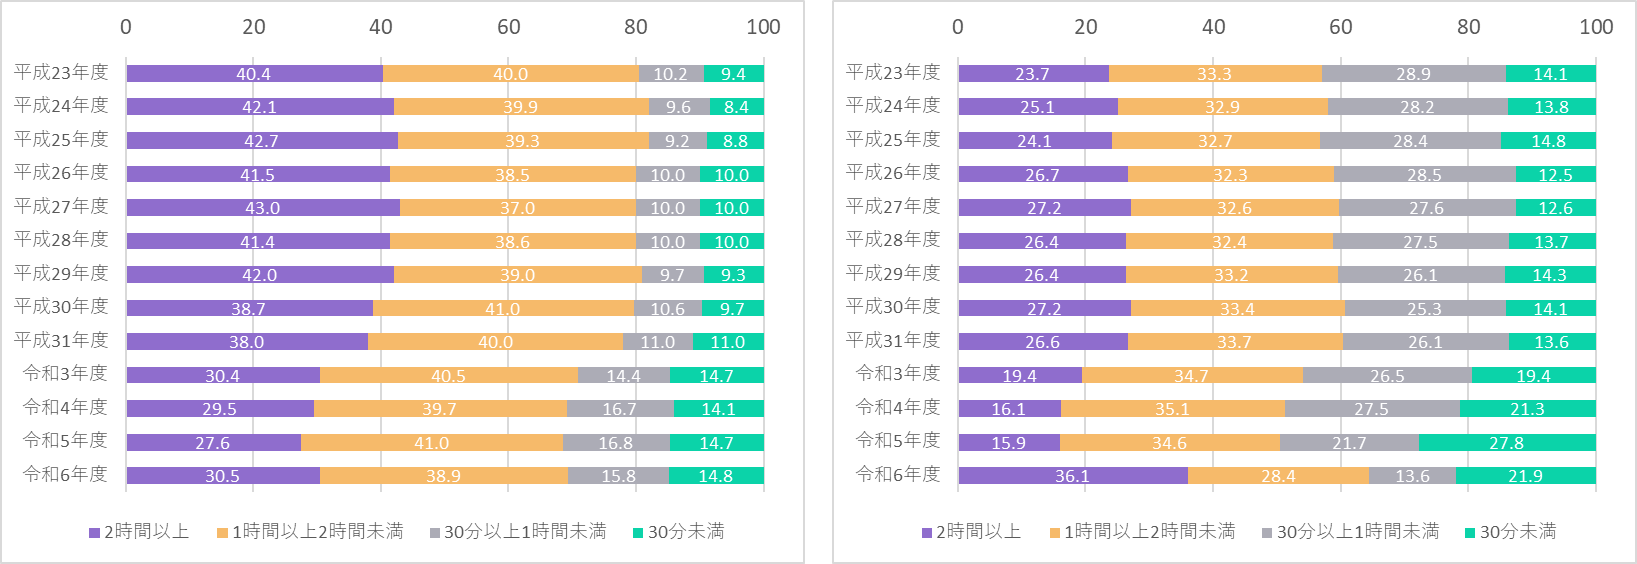 0 20 40 60 80 100
平成23年度 40.4 40.0 10.2 9.4
平成24年度 42.1 39.9 9.6 8.4
平成25年度 42.7 39.3 9.2 8.8
平成26年度 41.5 38.5 10.0 10.0
平成27年度 43.0 37.0 10.0 10.0
平成28年度 41.4 38.6 10.0 10.0
平成29年度 42.0 39.0 9.7 9.3
平成30年度 38.7 41.0 10.6 9.7
平成31年度 38.0 40.0 11.0 11.0
令和3年度 30.4 40.5 14.4 14.7
令和4年度 29.5 39.7 16.7 14.1
令和5年度 27.6 41.0 16.8 14.7
令和6年度 30.5 38.9 15.8 14.8
2時間以上 1時間以上2時間未満 30分以上1時間未満 30分未満
0 20 40 60 80 100
平成23年度 23.7 33.3 28.9 14.1
平成24年度 25.1 32.9 28.2 13.8
平成25年度 24.1 32.7 28.4 14.8
平成26年度 26.7 32.3 28.5 12.5
平成27年度 27.2 32.6 27.6 12.6
平成28年度 26.4 32.4 27.5 13.7
平成29年度 26.4 33.2 26.1 14.3
平成30年度 27.2 33.4 25.3 14.1
平成31年度 26.6 33.7 26.1 13.6
令和3年度 19.4 34.7 26.5 19.4
令和4年度 16.1 35.1 27.5 21.3
令和5年度 15.9 34.6 21.7 27.8
令和6年度 36.1 28.4 13.6 21.9
2時間以上 1時間以上2時間未満 30分以上1時間未満 30分未満